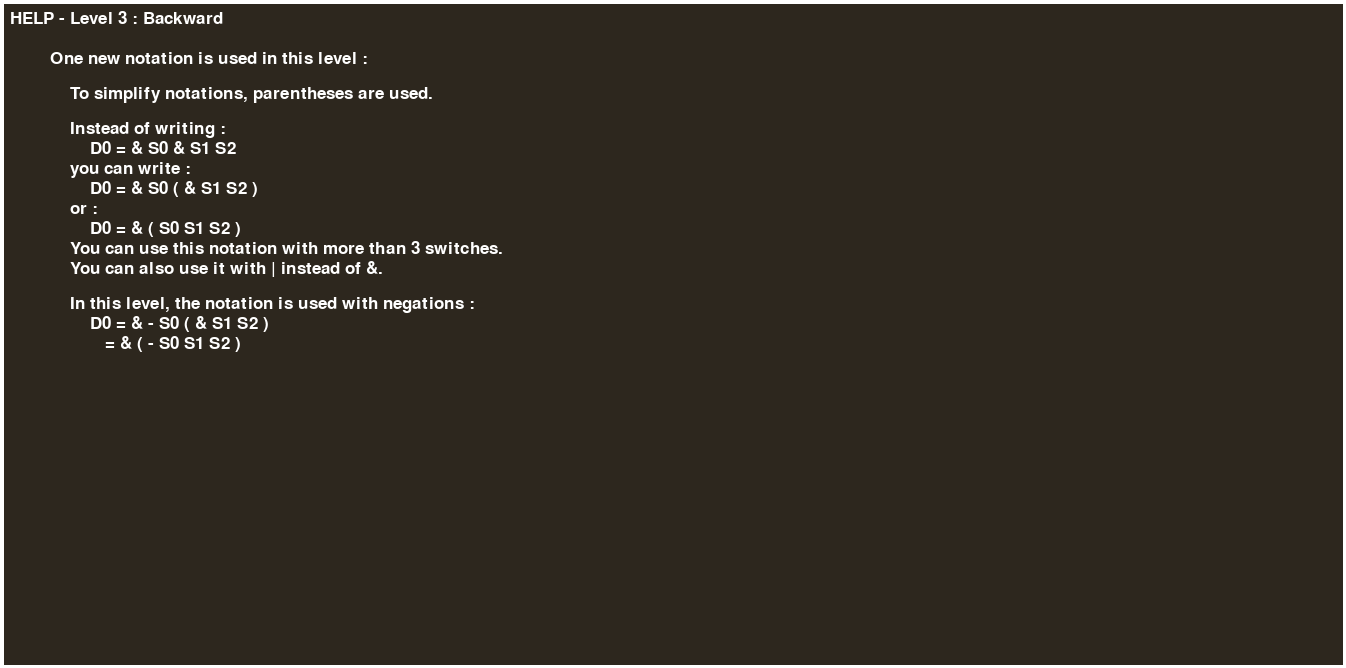 HELP - Level 3 : Backward
One new notation is used in this level :
To simplify notations, parentheses are used.
Instead of writing :
D0 = & S0 & S1 S2
you can write :
D0 = & S0 ( & S1 S2 )
or :
D0 = & ( S0 S1 S2 )
You can use this notation with more than 3 switches.
You can also use it with | instead of &.
In this level, the notation is used with negations :
D0 = & - S0 ( & S1 S2 )
= & ( - S0 S1 S2 )